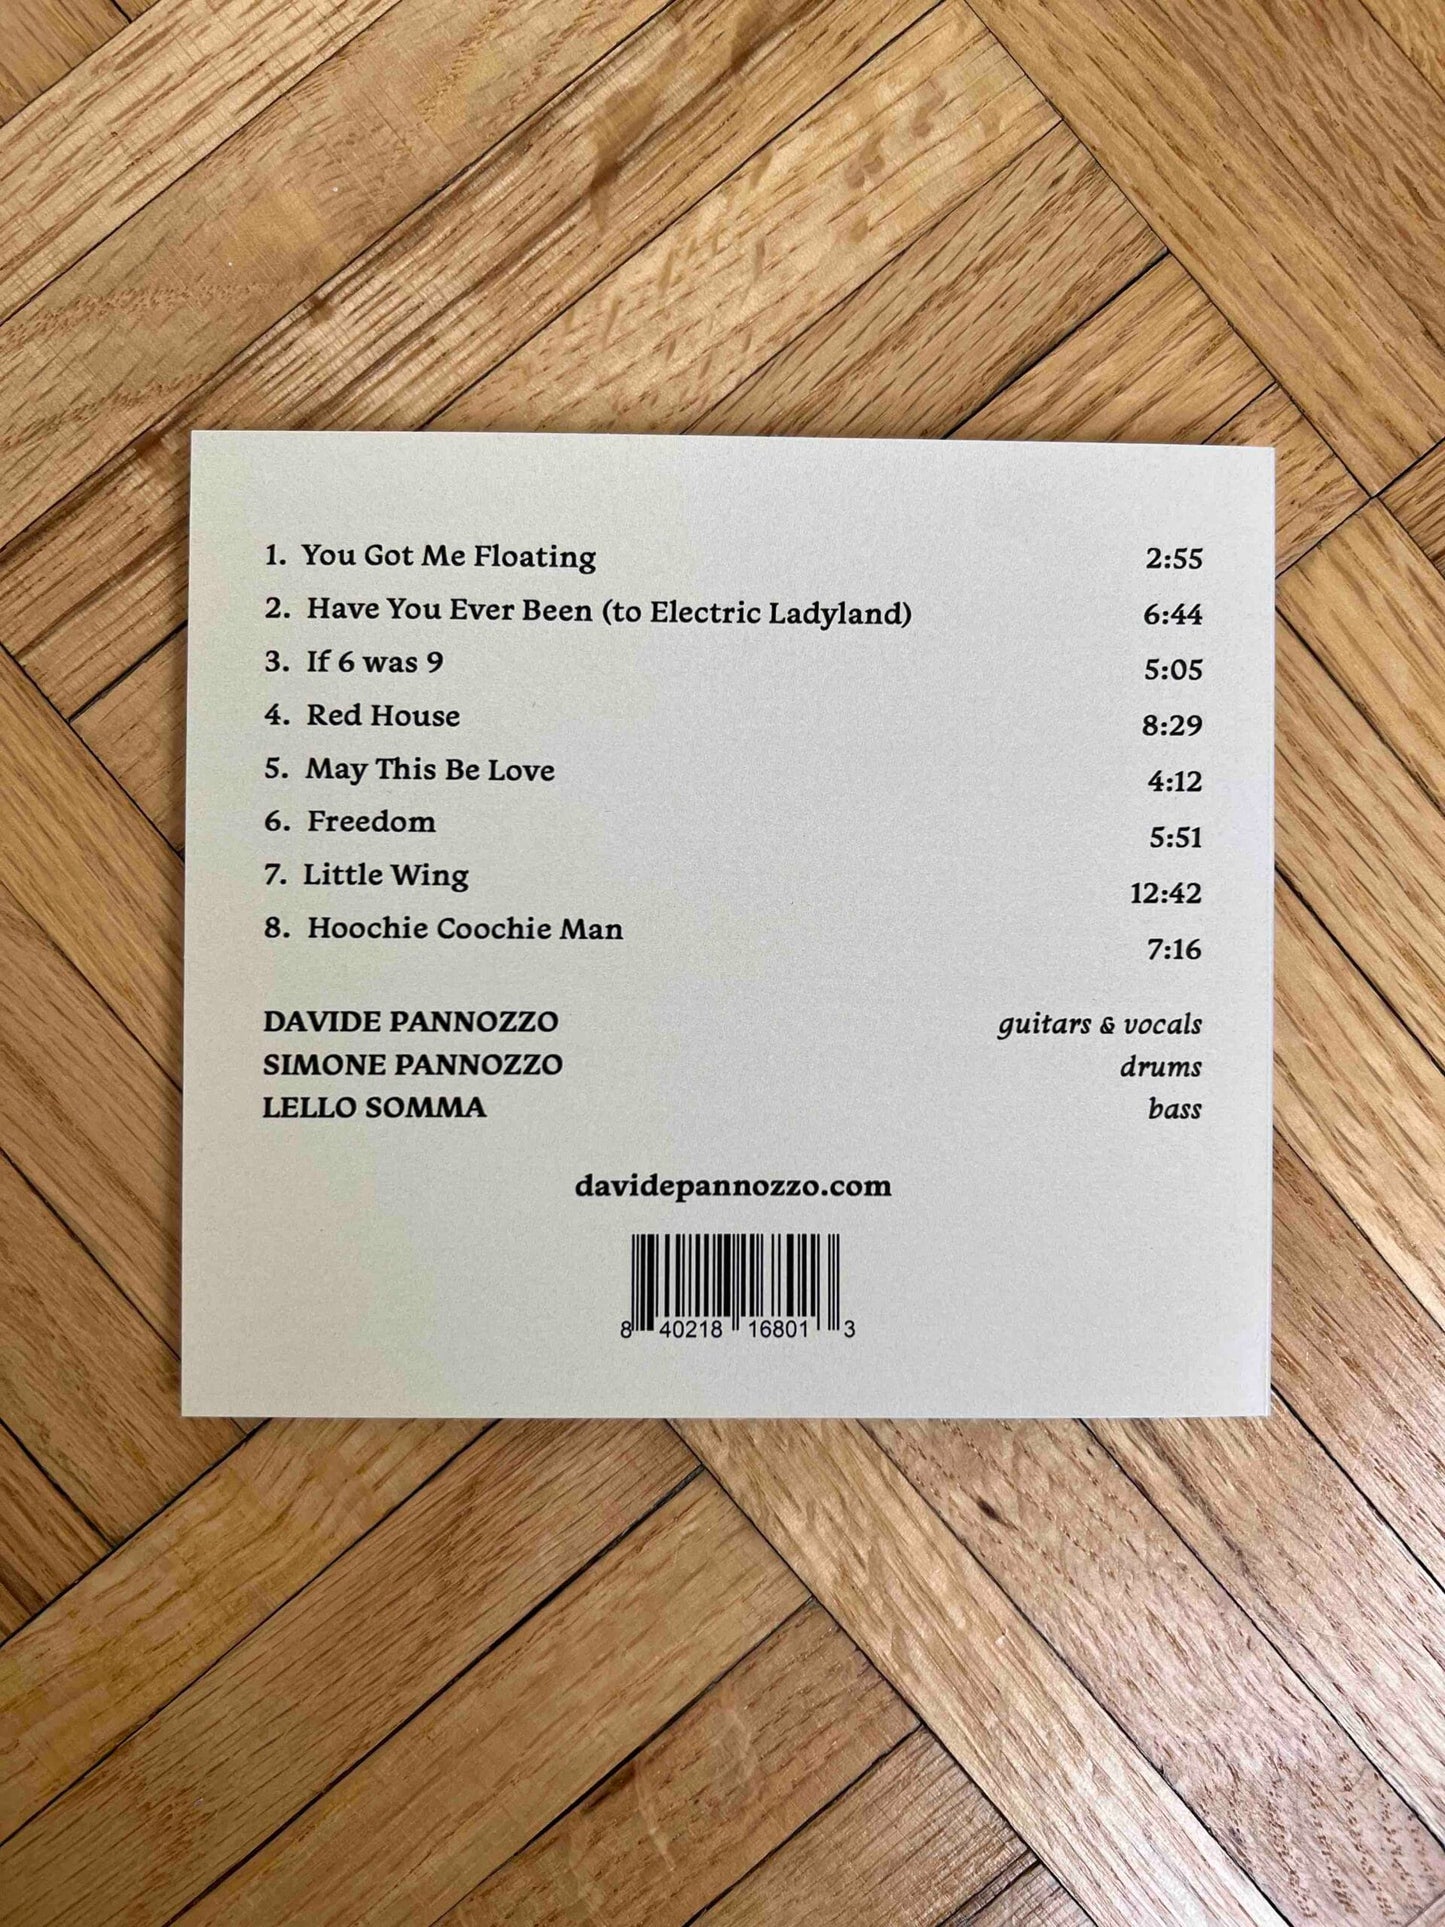 1. You Got Me Floating 2:55
2. Have You Ever Been (to Electric Ladyland) 6:44
3. If 6 was 9 5:05
4. Red House 8:29
5. May This Be Love 4:12
6. Freedom 5:51
7. Little Wing 12:42
8. Hoochie Coochie Man 7:16
DAVIDE PANNOZZO guitars & vocals
SIMONE PANNOZZO drums
LELLO SOMMA bass
davidepannozzo.com
8 40218 16801 3